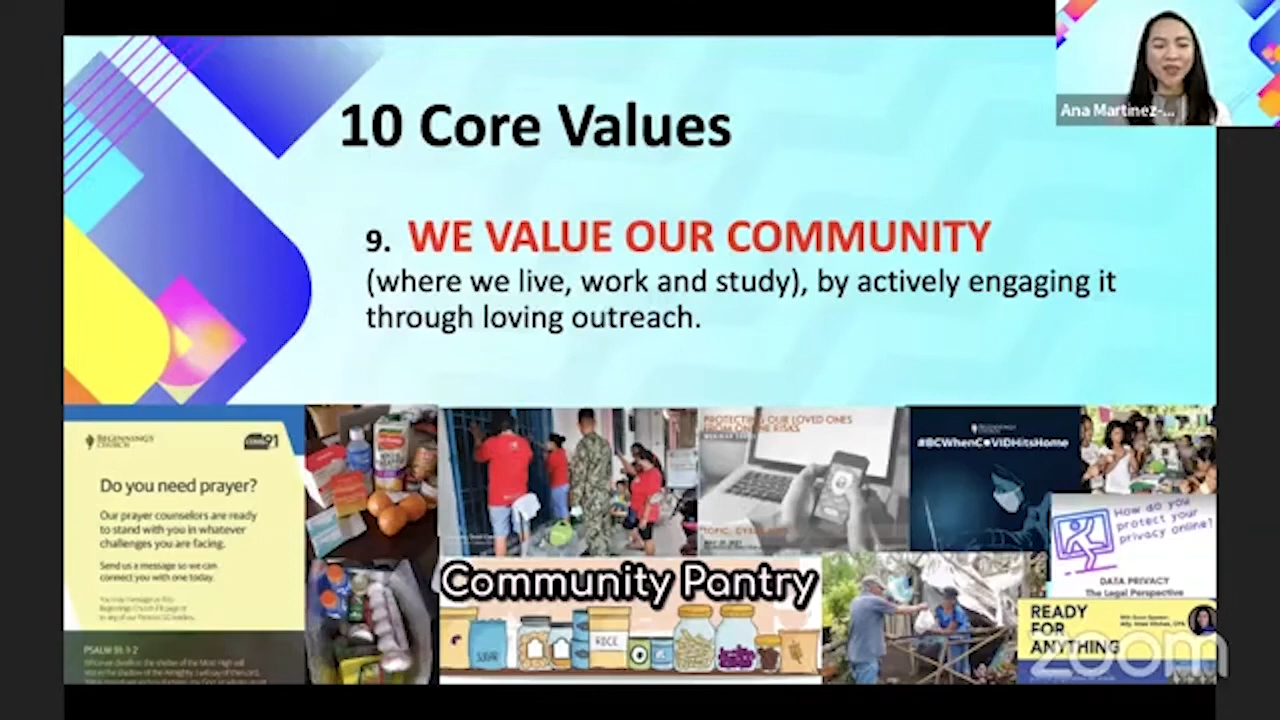 10 Core Values
Ana Martinez-...
9. WE VALUE OUR COMMUNITY
(where we live, work and study), by actively engaging it
through loving outreach.
BEGINNINGS
CHURCH
91
Do you need prayer?
Our prayer counselors are ready
to stand with you in whatever
challenges you are facing.
Send us a message so we can
connect you with one today.
PSALM 91:1-2
PROTECTING OUR LOVED ONES
FROM ONLINE RISKS
BEGINNINGS
#BCWhenCOVIDHitsHome
How do you
protect your
privacy online?
DATA PRIVACY
The Legal Perspective
Community Pantry
SUGAR
RICE
READY
FOR
ANYTHING
zoom